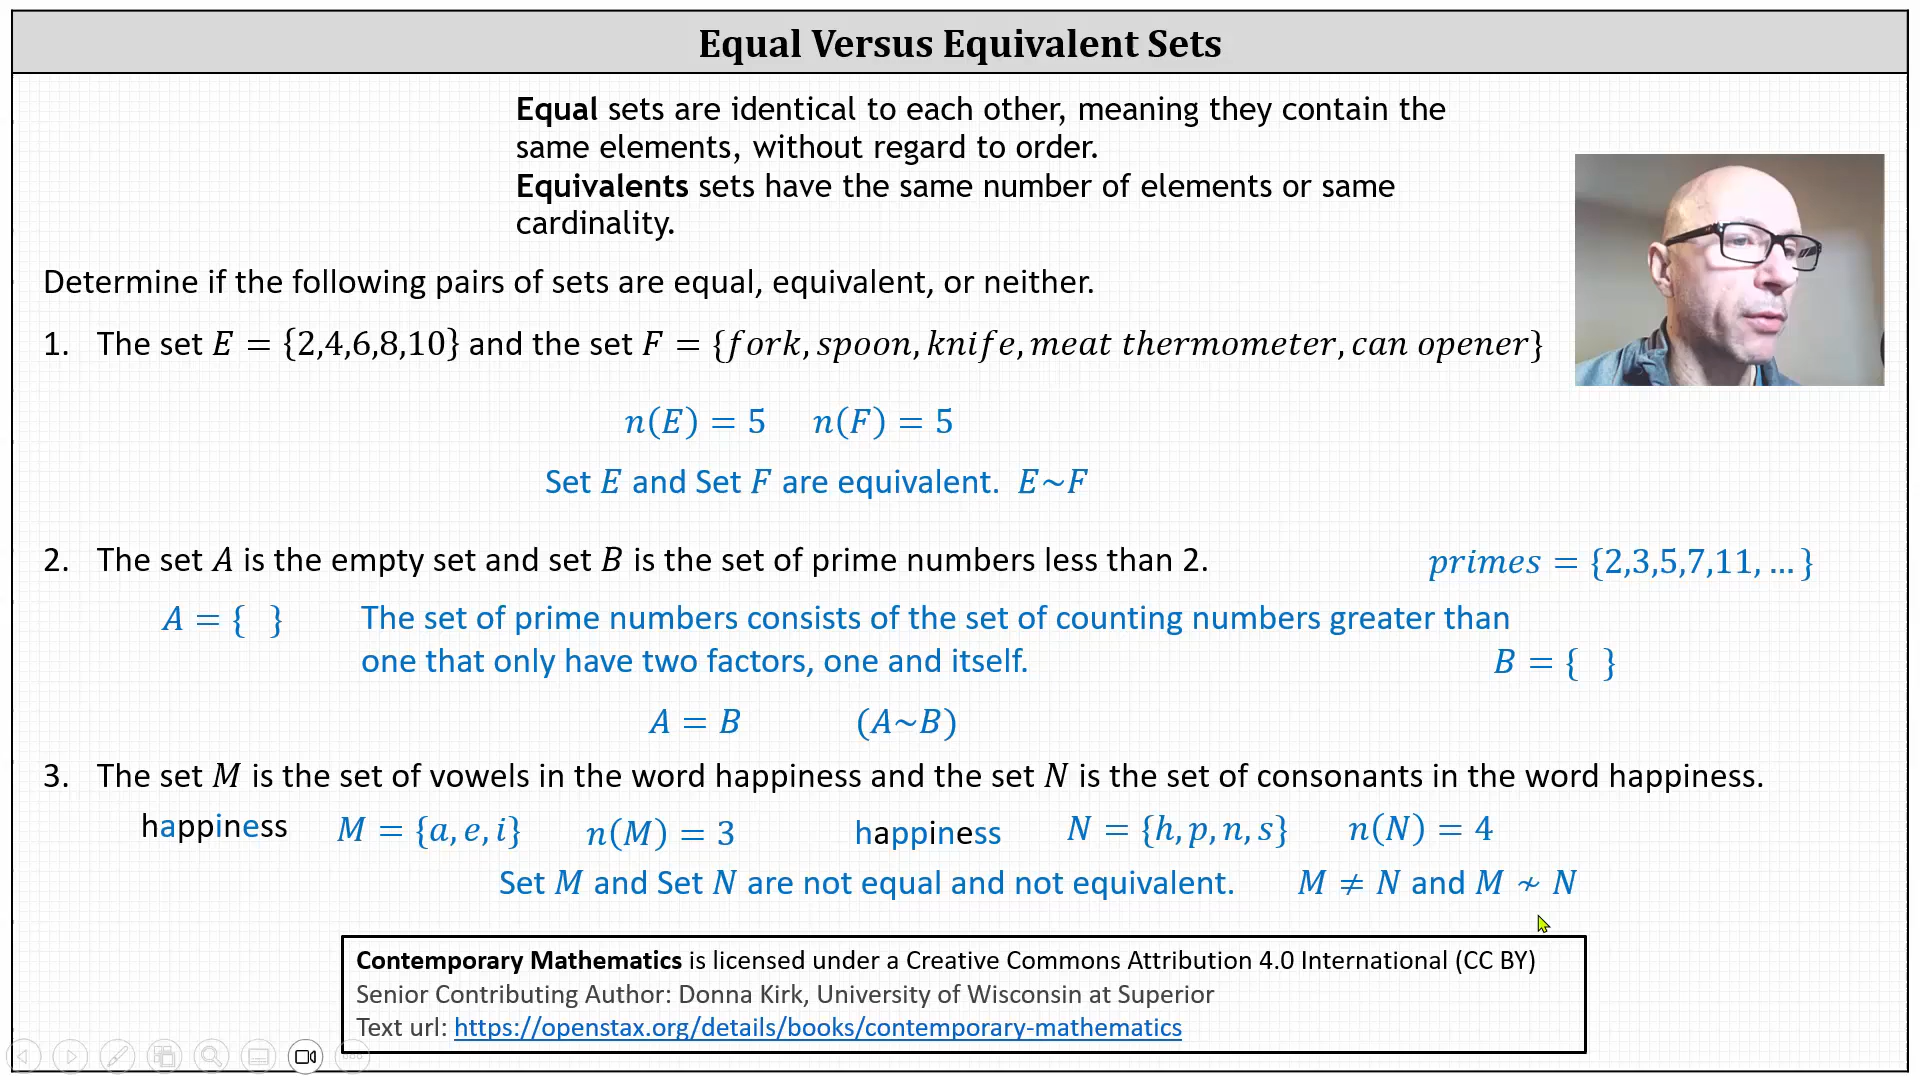 Equal Versus Equivalent Sets
Equal sets are identical to each other, meaning they contain the
same elements, without regard to order.
Equivalents sets have the same number of elements or same
cardinality.
Determine if the following pairs of sets are equal, equivalent, or neither.
1. The set E = {2,4,6,8,10} and the set F = {fork, spoon, knife, meat thermometer, can opener}
n(E) = 5 n(F) = 5
Set E and Set F are equivalent. E~F
2. The set A is the empty set and set B is the set of prime numbers less than 2. primes = {2,3,5,7,11, … }
A = { } The set of prime numbers consists of the set of counting numbers greater than
one that only have two factors, one and itself. B = { }
A = B (A~B)
3. The set M is the set of vowels in the word happiness and the set N is the set of consonants in the word happiness.
happiness M = {a, e, i} n(M) = 3 happiness N = {h, p, n, s} n(N) = 4
Set M and Set N are not equal and not equivalent. M ≠ N and M ≁ N
Contemporary Mathematics is licensed under a Creative Commons Attribution 4.0 International (CC BY)
Senior Contributing Author: Donna Kirk, University of Wisconsin at Superior
Text url: https://openstax.org/details/books/contemporary-mathematics